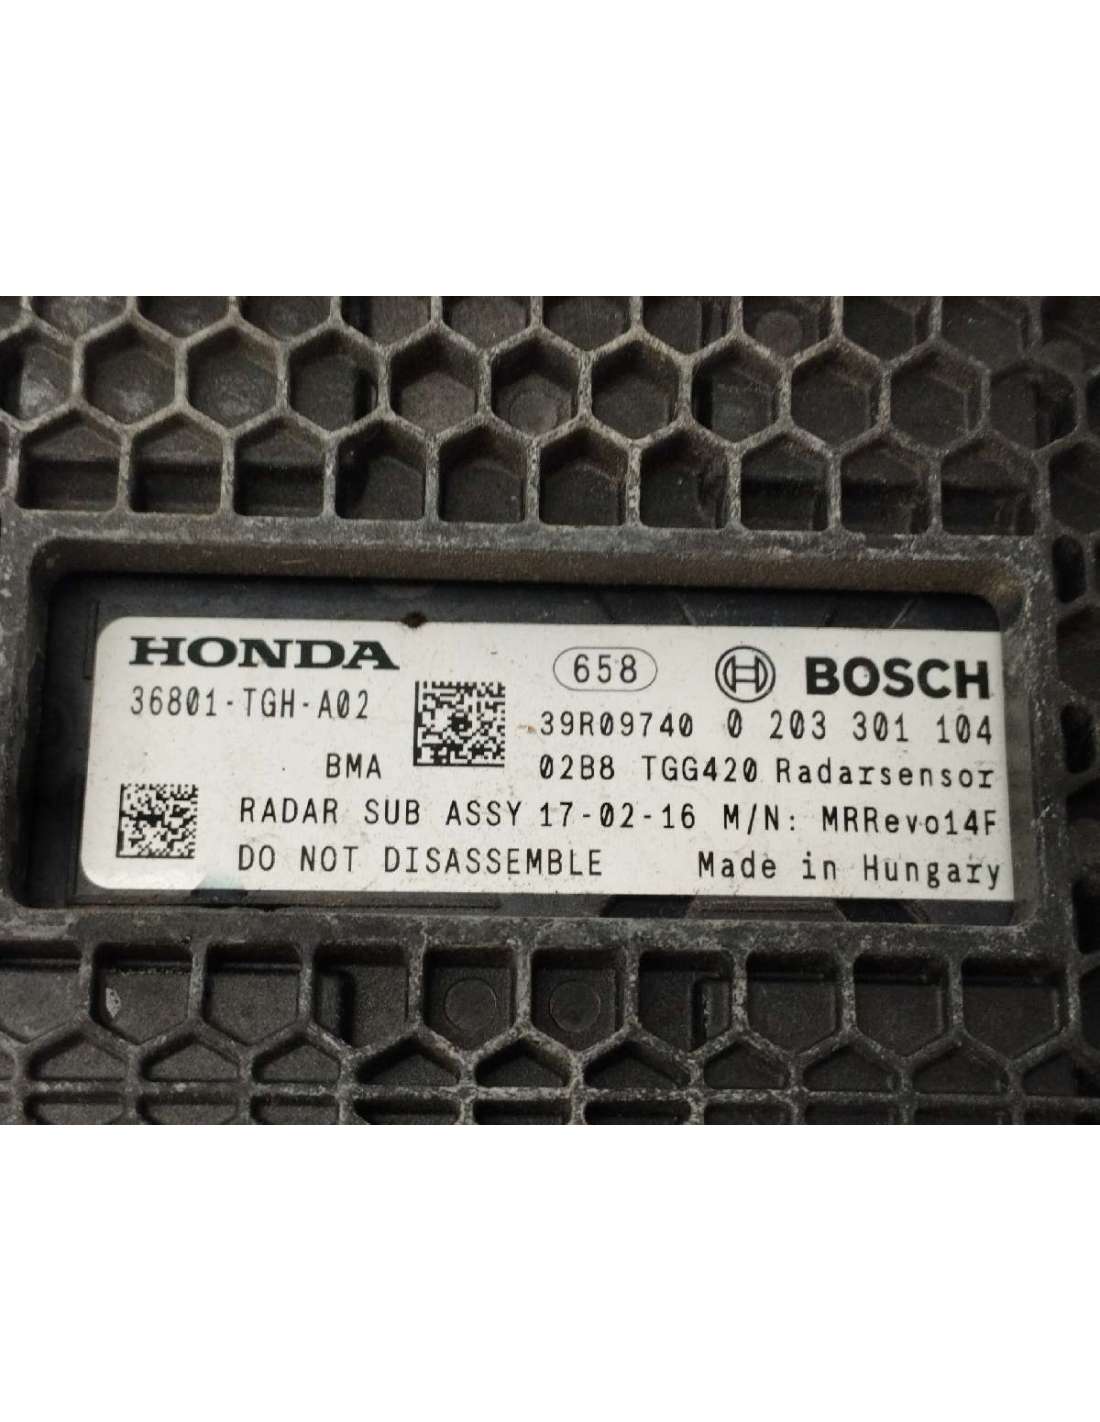 HONDA 658 BOSCH
36801-TGH-A02 39R09740 0 203 301 104
BMA 02B8 TGG420 Radarsensor
RADAR SUB ASSY 17-02-16 M/N: MRRevo14F
DO NOT DISASSEMBLE Made in Hungary